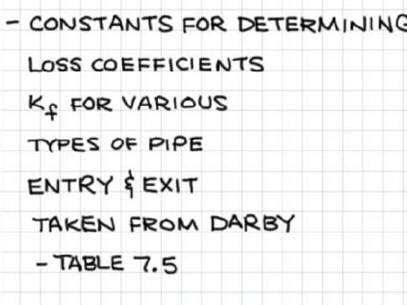 - CONSTANTS FOR DETERMINING
LOSS COEFFICIENTS
Kf FOR VARIOUS
TYPES OF PIPE
ENTRY & EXIT
TAKEN FROM DARBY
- TABLE 7.5